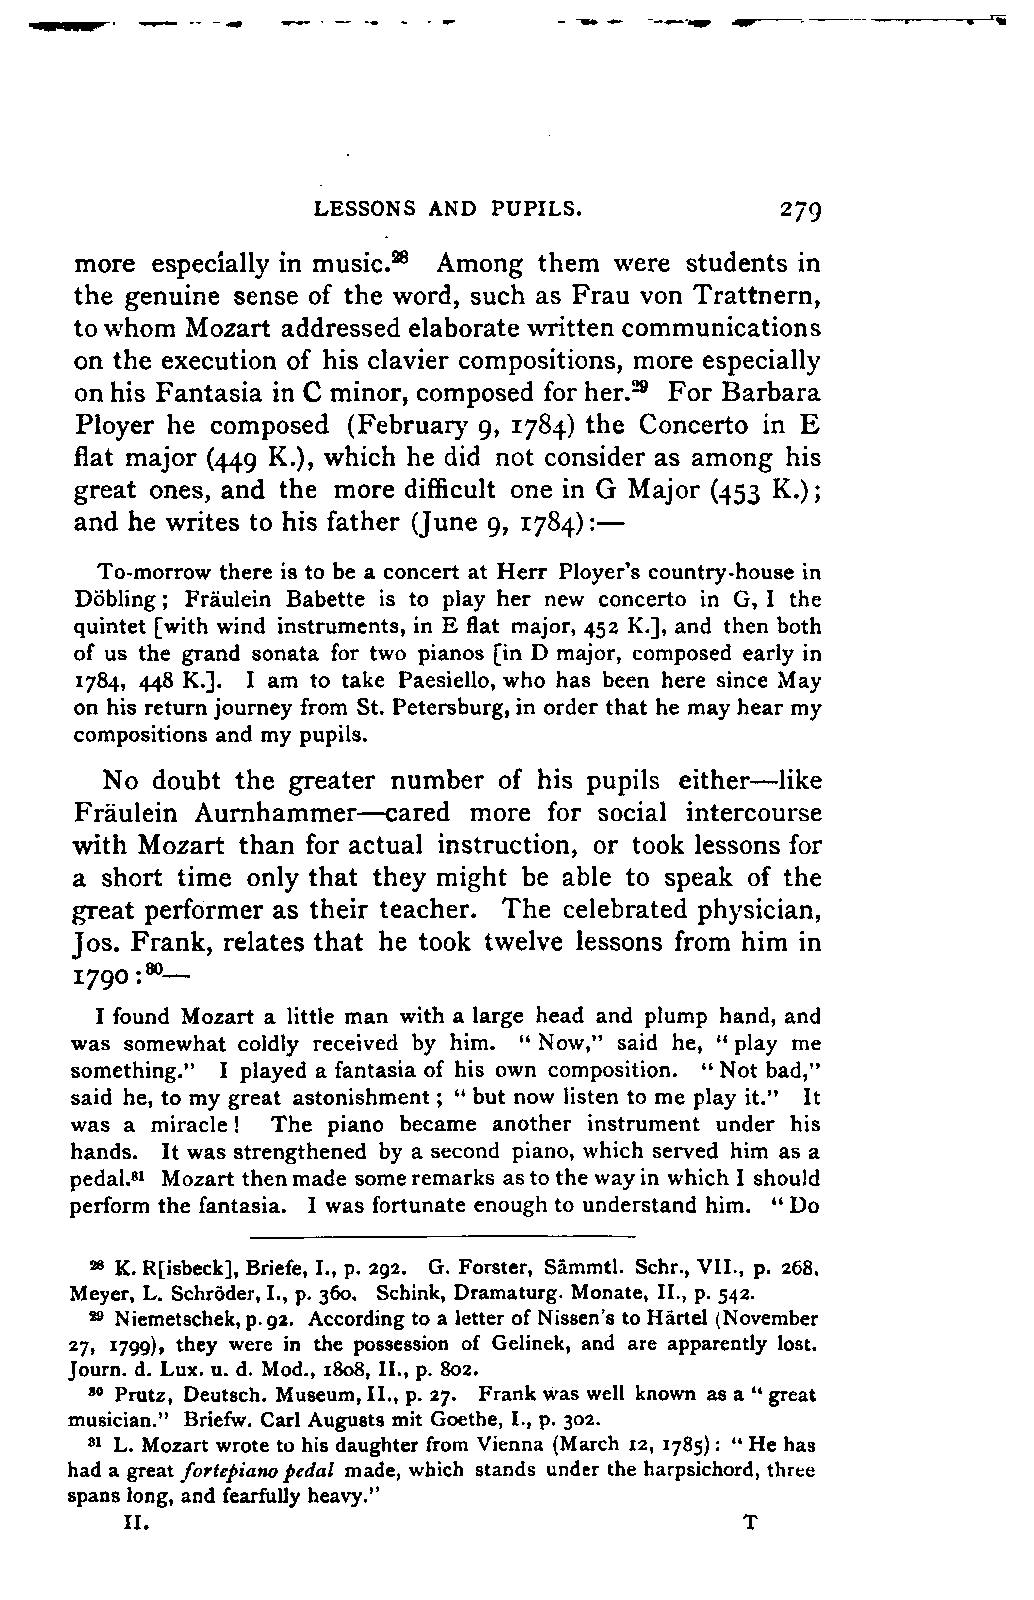 LESSONS AND PUPILS. 279
more especially in music.²⁸ Among them were students in
the genuine sense of the word, such as Frau von Trattnern,
to whom Mozart addressed elaborate written communications
on the execution of his clavier compositions, more especially
on his Fantasia in C minor, composed for her.²⁹ For Barbara
Ployer he composed (February 9, 1784) the Concerto in E
flat major (449 K.), which he did not consider as among his
great ones, and the more difficult one in G Major (453 K.);
and he writes to his father (June 9, 1784):—
To-morrow there is to be a concert at Herr Ployer's country-house in
Döbling; Fräulein Babette is to play her new concerto in G, I the
quintet [with wind instruments, in E flat major, 452 K.], and then both
of us the grand sonata for two pianos [in D major, composed early in
1784, 448 K.]. I am to take Paesiello, who has been here since May
on his return journey from St. Petersburg, in order that he may hear my
compositions and my pupils.
No doubt the greater number of his pupils either—like
Fräulein Aurnhammer—cared more for social intercourse
with Mozart than for actual instruction, or took lessons for
a short time only that they might be able to speak of the
great performer as their teacher. The celebrated physician,
Jos. Frank, relates that he took twelve lessons from him in
1790:³⁰—
I found Mozart a little man with a large head and plump hand, and
was somewhat coldly received by him. "Now," said he, "play me
something." I played a fantasia of his own composition. "Not bad,"
said he, to my great astonishment; "but now listen to me play it." It
was a miracle! The piano became another instrument under his
hands. It was strengthened by a second piano, which served him as a
pedal.³¹ Mozart then made some remarks as to the way in which I should
perform the fantasia. I was fortunate enough to understand him. "Do
²⁸ K. R[isbeck], Briefe, I., p. 292. G. Forster, Sämmtl. Schr., VII., p. 268.
Meyer, L. Schröder, I., p. 360. Schink, Dramaturg. Monate, II., p. 542.
²⁹ Niemetschek, p. 92. According to a letter of Nissen's to Härtel (November
27, 1799), they were in the possession of Gelinek, and are apparently lost.
Journ. d. Lux. u. d. Mod., 1808, II., p. 802.
³⁰ Prutz, Deutsch. Museum, II., p. 27. Frank was well known as a "great
musician." Briefw. Carl Augusts mit Goethe, I., p. 302.
³¹ L. Mozart wrote to his daughter from Vienna (March 12, 1785): "He has
had a great fortepiano pedal made, which stands under the harpsichord, three
spans long, and fearfully heavy."
II. T